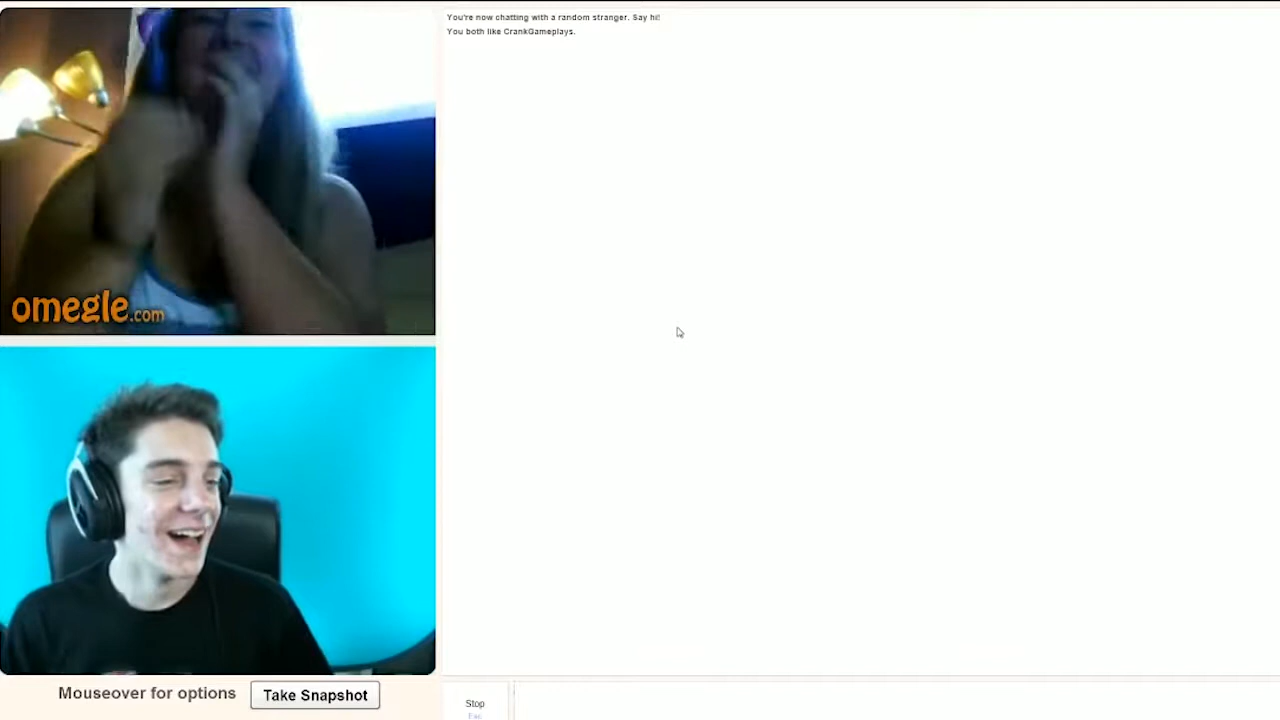 You're now chatting with a random stranger. Say hi!
You both like CrankGameplays.
omegle.com
Mouseover for options
Take Snapshot
Stop
Esc